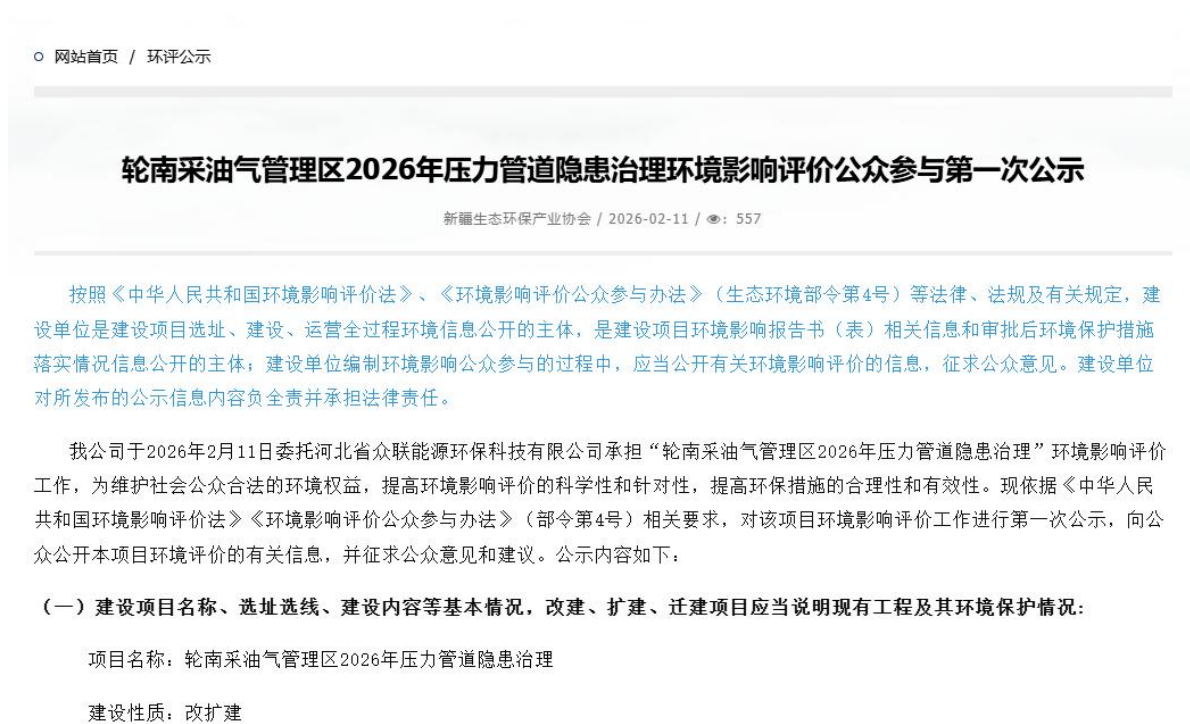 网站首页 / 环评公示
轮南采油气管理区2026年压力管道隐患治理环境影响评价公众参与第一次公示
新疆生态环保产业协会 / 2026-02-11 / : 557
按照《中华人民共和国环境影响评价法》、《环境影响评价公众参与办法》（生态环境部令第4号）等法律、法规及有关规定，建
设单位是建设项目选址、建设、运营全过程环境信息公开的主体，是建设项目环境影响报告书（表）相关信息和审批后环境保护措施
落实情况信息公开的主体；建设单位编制环境影响公众参与的过程中，应当公开有关环境影响评价的信息，征求公众意见。建设单位
对所发布的公示信息内容负全责并承担法律责任。
我公司于2026年2月11日委托河北省众联能源环保科技有限公司承担“轮南采油气管理区2026年压力管道隐患治理”环境影响评价
工作，为维护社会公众合法的环境权益，提高环境影响评价的科学性和针对性，提高环保措施的合理性和有效性。现依据《中华人民
共和国环境影响评价法》《环境影响评价公众参与办法》（部令第4号）相关要求，对该项目环境影响评价工作进行第一次公示，向公
众公开本项目环境评价的有关信息，并征求公众意见和建议。公示内容如下：
（一）建设项目名称、选址选线、建设内容等基本情况，改建、扩建、迁建项目应当说明现有工程及其环境保护情况：
项目名称：轮南采油气管理区2026年压力管道隐患治理
建设性质：改扩建